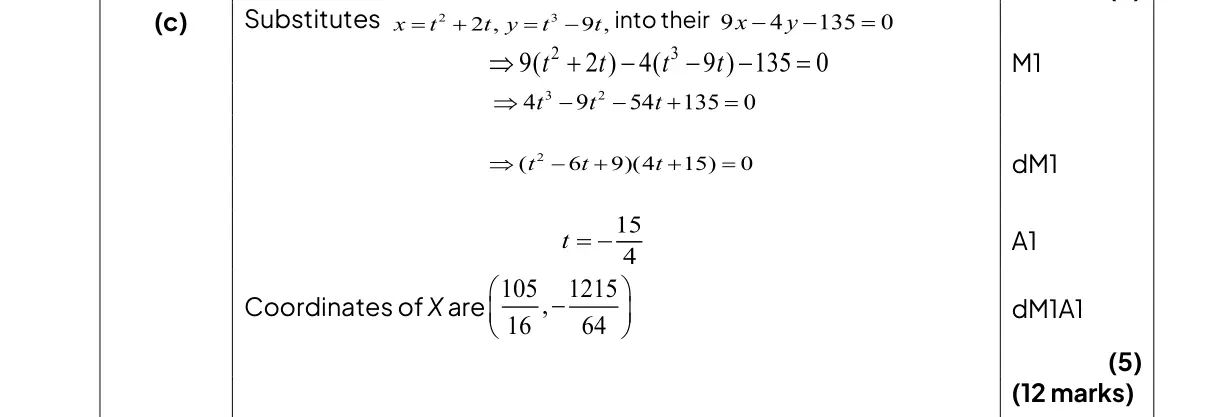 (c) Substitutes x = t² + 2t, y = t³ − 9t, into their 9x − 4y − 135 = 0
⇒ 9(t² + 2t) − 4(t³ − 9t) − 135 = 0 M1
⇒ 4t³ − 9t² − 54t + 135 = 0
⇒ (t² − 6t + 9)(4t + 15) = 0 dM1
t = −15/4 A1
Coordinates of X are (105/16, −1215/64) dM1A1
(5)
(12 marks)